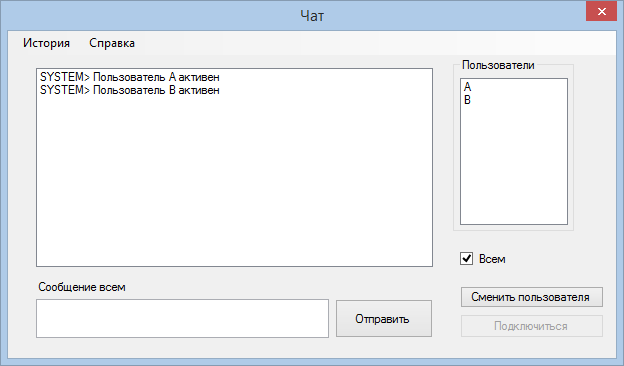 Чат
История Справка
SYSTEM> Пользователь A активен
SYSTEM> Пользователь B активен
Пользователи
A
B
Всем
Сообщение всем
Отправить
Сменить пользователя
Подключиться